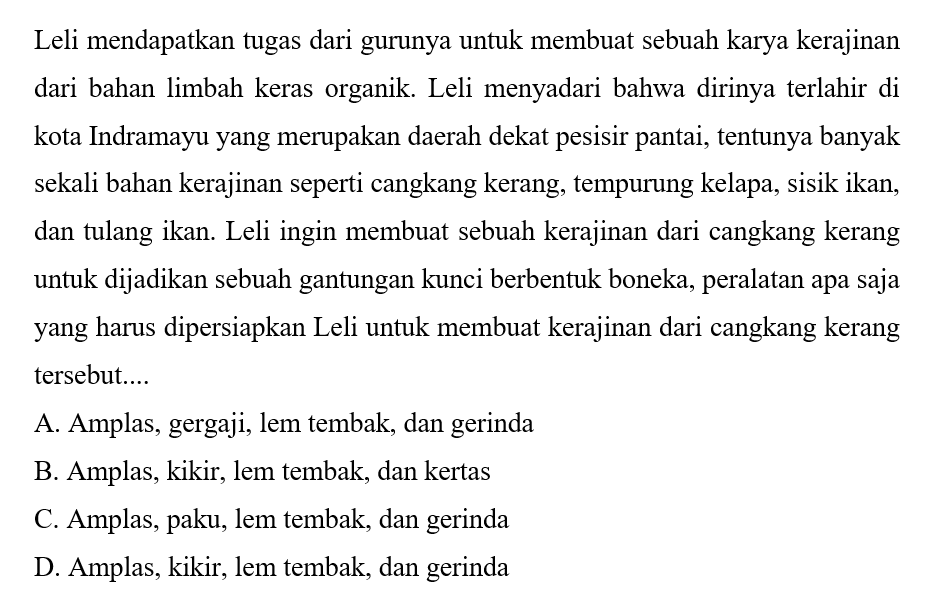 Leli mendapatkan tugas dari gurunya untuk membuat sebuah karya kerajinan
dari bahan limbah keras organik. Leli menyadari bahwa dirinya terlahir di
kota Indramayu yang merupakan daerah dekat pesisir pantai, tentunya banyak
sekali bahan kerajinan seperti cangkang kerang, tempurung kelapa, sisik ikan,
dan tulang ikan. Leli ingin membuat sebuah kerajinan dari cangkang kerang
untuk dijadikan sebuah gantungan kunci berbentuk boneka, peralatan apa saja
yang harus dipersiapkan Leli untuk membuat kerajinan dari cangkang kerang
tersebut....
A. Amplas, gergaji, lem tembak, dan gerinda
B. Amplas, kikir, lem tembak, dan kertas
C. Amplas, paku, lem tembak, dan gerinda
D. Amplas, kikir, lem tembak, dan gerinda